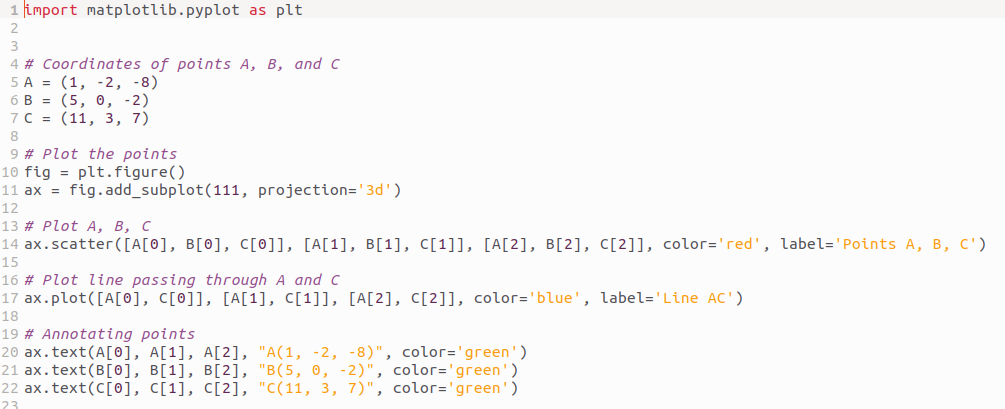 1 import matplotlib.pyplot as plt
2
3
4 # Coordinates of points A, B, and C
5 A = (1, -2, -8)
6 B = (5, 0, -2)
7 C = (11, 3, 7)
8
9 # Plot the points
10 fig = plt.figure()
11 ax = fig.add_subplot(111, projection='3d')
12
13 # Plot A, B, C
14 ax.scatter([A[0], B[0], C[0]], [A[1], B[1], C[1]], [A[2], B[2], C[2]], color='red', label='Points A, B, C')
15
16 # Plot line passing through A and C
17 ax.plot([A[0], C[0]], [A[1], C[1]], [A[2], C[2]], color='blue', label='Line AC')
18
19 # Annotating points
20 ax.text(A[0], A[1], A[2], "A(1, -2, -8)", color='green')
21 ax.text(B[0], B[1], B[2], "B(5, 0, -2)", color='green')
22 ax.text(C[0], C[1], C[2], "C(11, 3, 7)", color='green')
23